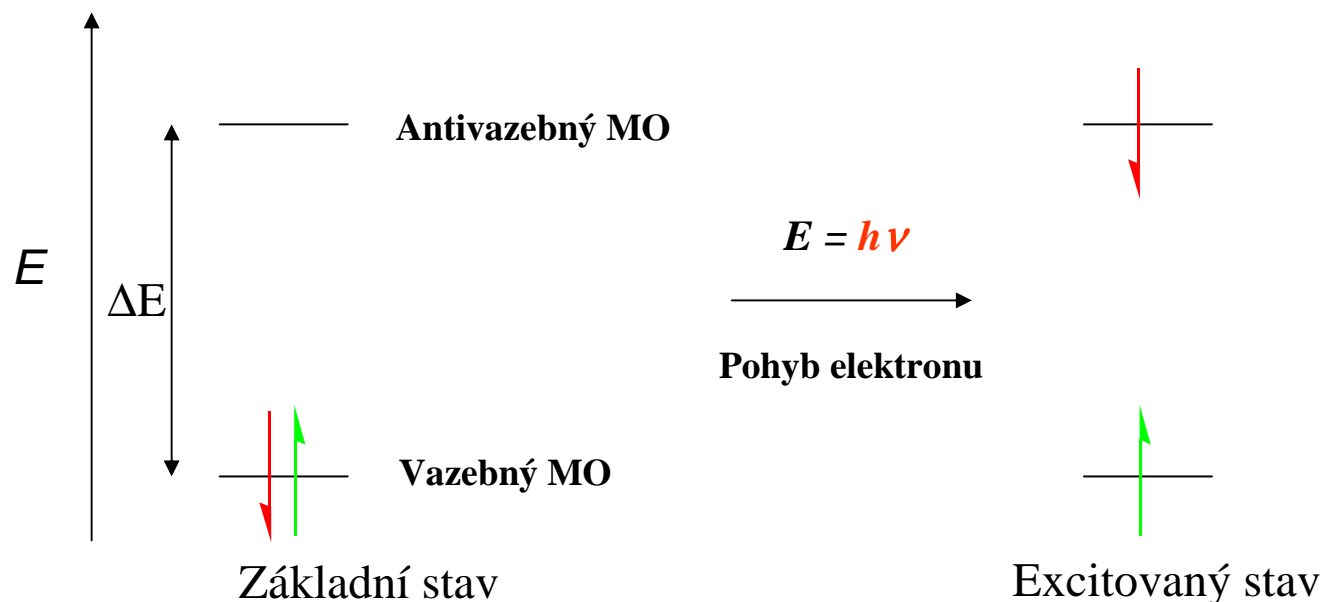 Antivazebný MO
E = hν
E
ΔE
Pohyb elektronu
Vazebný MO
Základní stav
Excitovaný stav